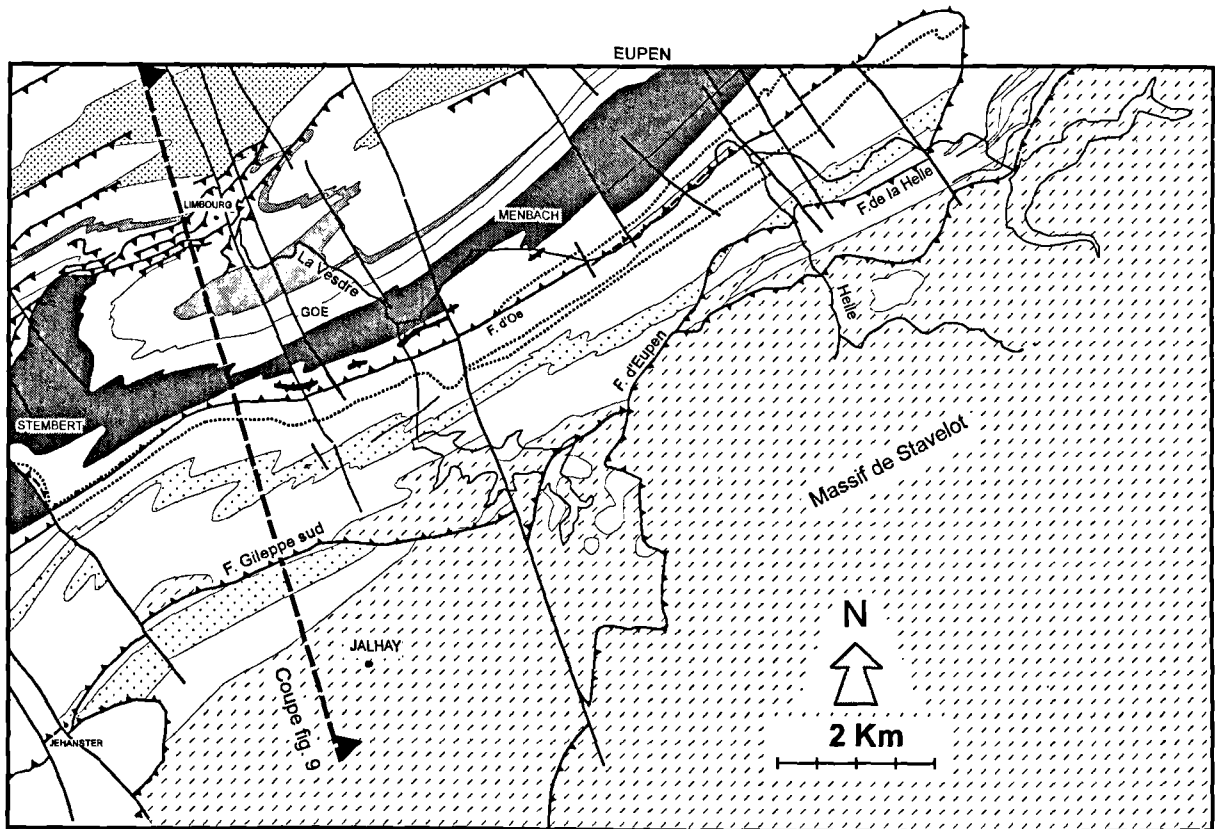 EUPEN
LIMBOURG
F. de la Helle
MENBACH
La Vesdre
Helle
GOE
F. d'Oe
F. d'Eupen
STEMBERT
Massif de Stavelot
F. Gileppe sud
N
JALHAY
Coupe fig. 9
2 Km
JEHANSTER